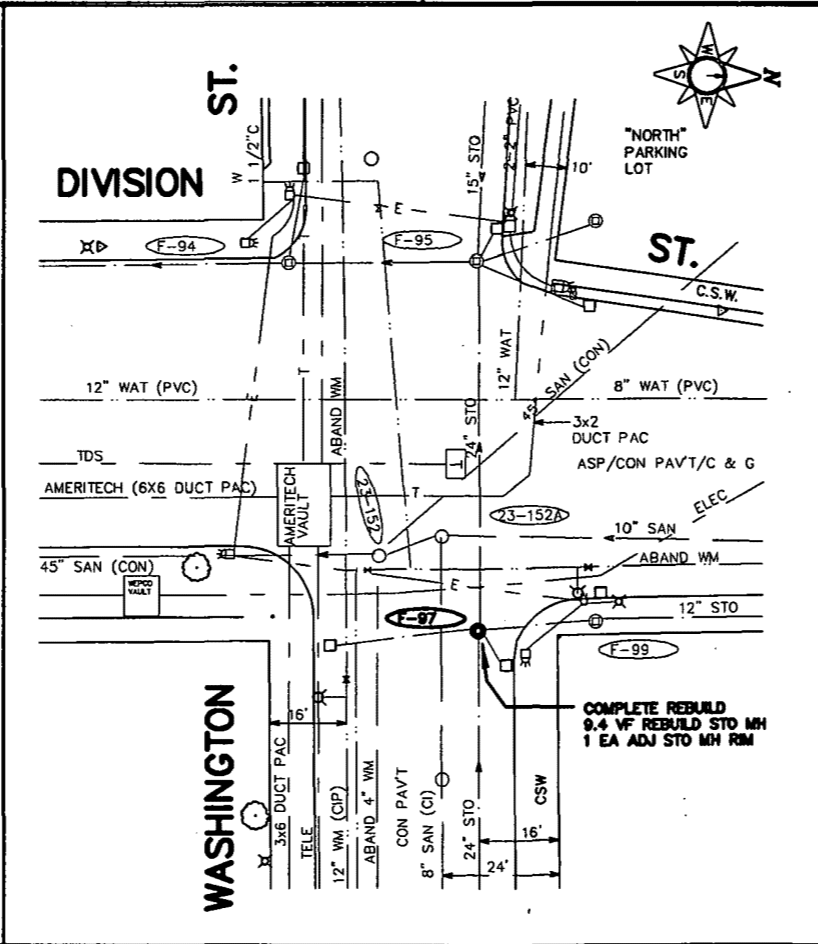 ST.
DIVISION
W
1 1/2"C
15" STO
2-2" PVC
10'
"NORTH"
PARKING
LOT
W
S
N
E
E
F-94
F-95
ST.
C.S.W.
12" WAT (PVC)
E
T
T
ABAND WM
12" WAT
24" STO
45" SAN (CON)
8" WAT (PVC)
3x2
DUCT PAC
ASP/CON PAV'T/C & G
TDS
T
AMERITECH (6X6 DUCT PAC)
AMERITECH
VAULT
T
23-152
23-152A
ELEC
10" SAN
ABAND WM
45" SAN (CON)
WEPCO
VAULT
E
F-97
12" STO
F-99
COMPLETE REBUILD
9.4 VF REBUILD STO MH
1 EA ADJ STO MH RIM
WASHINGTON
16'
3x6 DUCT PAC
TELE
12" WM (CIP)
ABAND 4" WM
CON PAV'T
8" SAN (CI)
24" STO
CSW
16'
24'